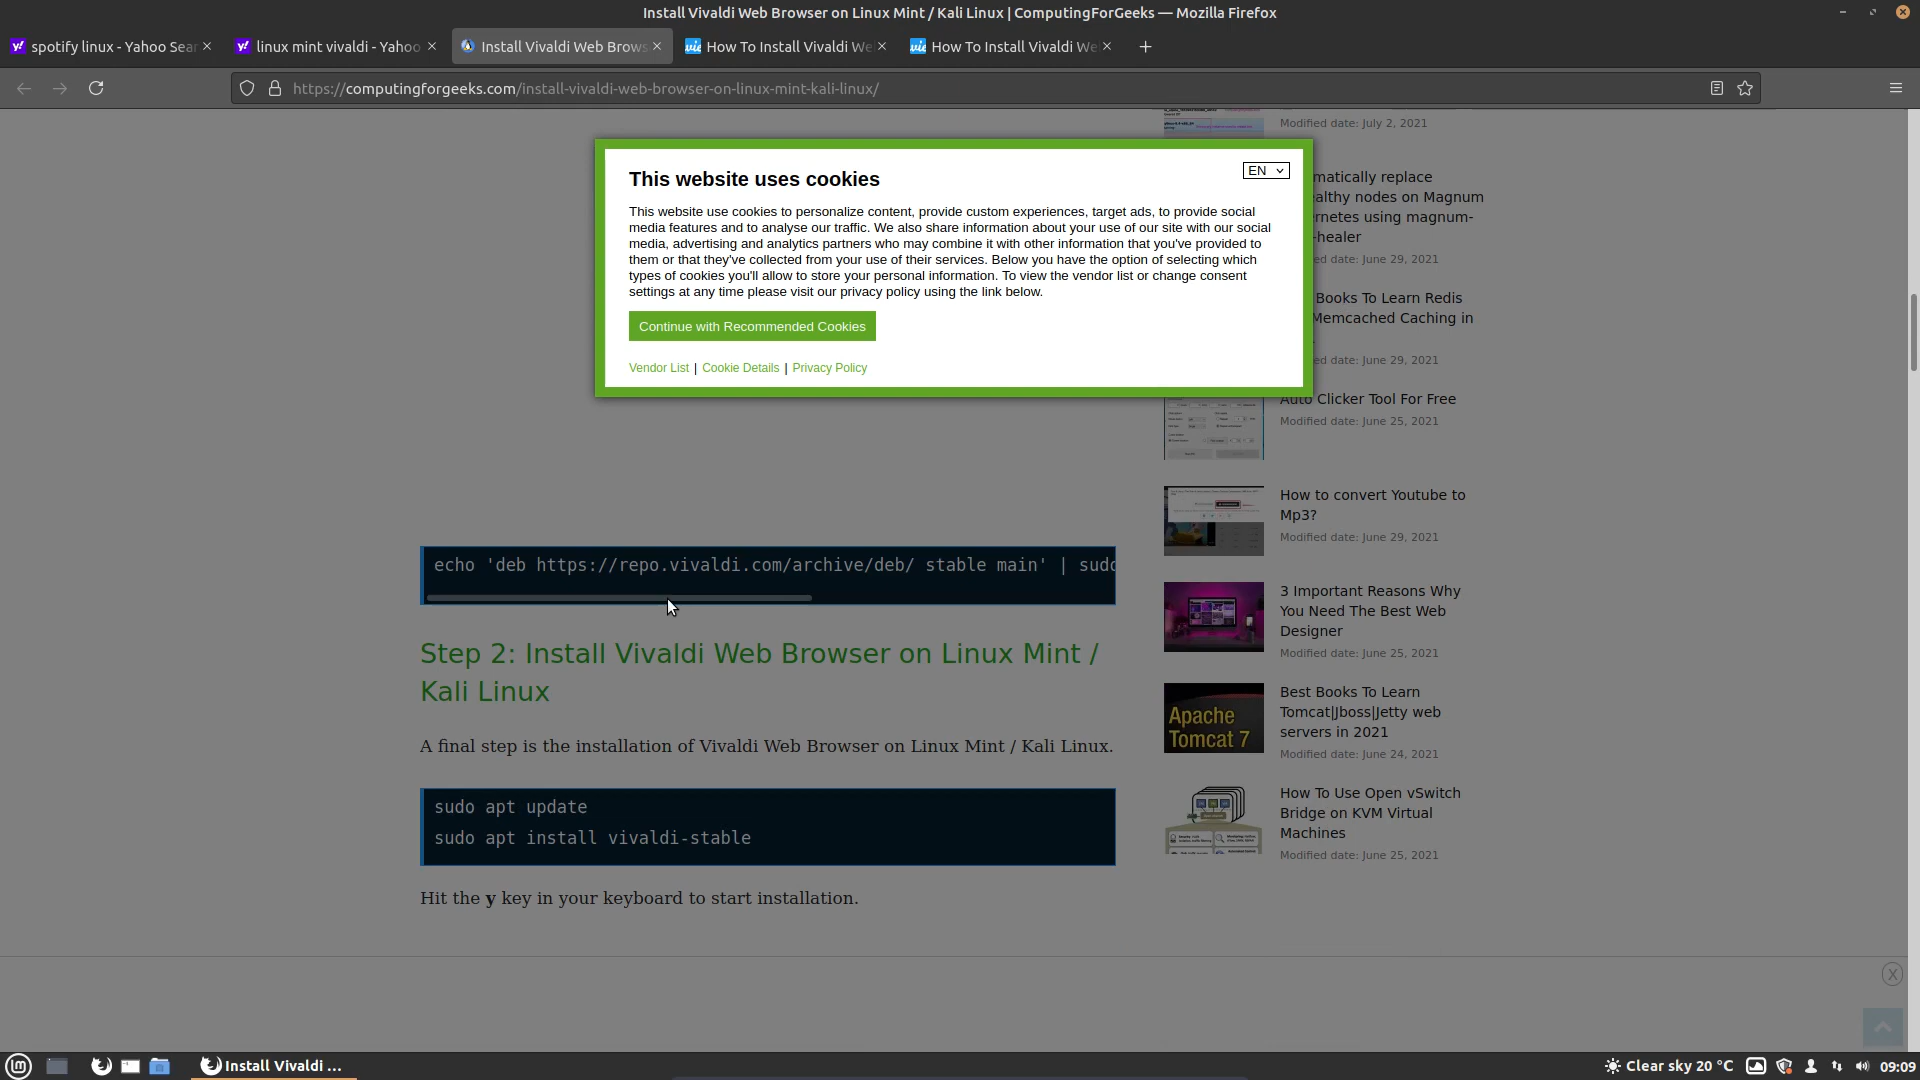 Install Vivaldi Web Browser on Linux Mint / Kali Linux | ComputingForGeeks — Mozilla Firefox
spotify linux - Yahoo Sear
linux mint vivaldi - Yahoo
Install Vivaldi Web Brows
How To Install Vivaldi We
How To Install Vivaldi We
https://computingforgeeks.com/install-vivaldi-web-browser-on-linux-mint-kali-linux/
Modified date: July 2, 2021
This website uses cookies
EN
This website use cookies to personalize content, provide custom experiences, target ads, to provide social
media features and to analyse our traffic. We also share information about your use of our site with our social
media, advertising and analytics partners who may combine it with other information that you've provided to
them or that they've collected from your use of their services. Below you have the option of selecting which
types of cookies you'll allow to store your personal information. To view the vendor list or change consent
settings at any time please visit our privacy policy using the link below.
Continue with Recommended Cookies
Vendor List | Cookie Details | Privacy Policy
matically replace
althy nodes on Magnum
rnetes using magnum-
-healer
ed date: June 29, 2021
Books To Learn Redis
Memcached Caching in
ed date: June 29, 2021
Auto Clicker Tool For Free
Modified date: June 25, 2021
How to convert Youtube to
Mp3?
Modified date: June 29, 2021
echo 'deb https://repo.vivaldi.com/archive/deb/ stable main' | sudo
3 Important Reasons Why
You Need The Best Web
Designer
Modified date: June 25, 2021
Step 2: Install Vivaldi Web Browser on Linux Mint /
Kali Linux
Apache
Tomcat 7
Best Books To Learn
Tomcat|Jboss|Jetty web
servers in 2021
Modified date: June 24, 2021
A final step is the installation of Vivaldi Web Browser on Linux Mint / Kali Linux.
sudo apt update
sudo apt install vivaldi-stable
How To Use Open vSwitch
Bridge on KVM Virtual
Machines
Modified date: June 25, 2021
Hit the y key in your keyboard to start installation.
X
Install Vivaldi ...
Clear sky 20 °C
09:09